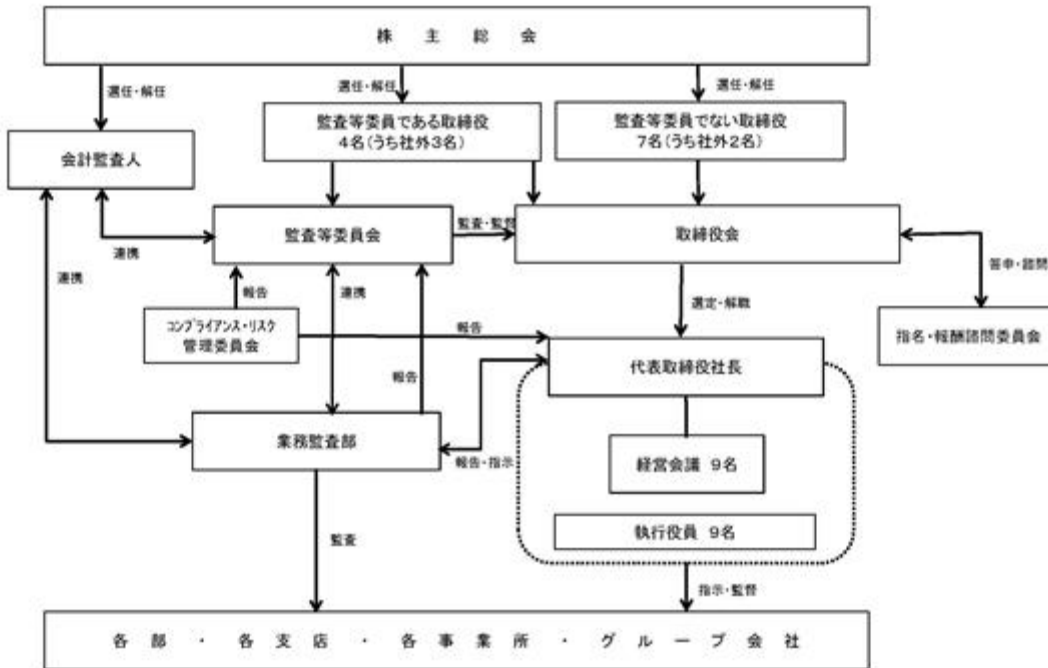 株主総会
選任・解任
選任・解任
選任・解任
監査等委員である取締役
4名(うち社外3名)
監査等委員でない取締役
7名(うち社外2名)
会計監査人
監査等委員会
監査・監督
取締役会
連携
連携
報告
連携
選定・解職
答申・諮問
コンプライアンス・リスク
管理委員会
報告
指名・報酬諮問委員会
代表取締役社長
報告
業務監査部
報告・指示
経営会議 9名
執行役員 9名
監査
指示・監督
各部・各支店・各事業所・グループ会社